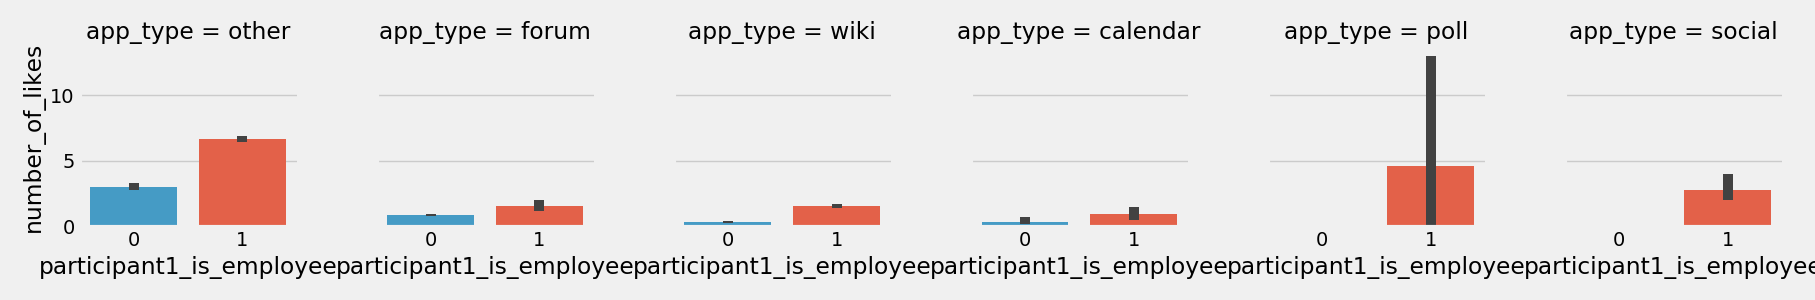 app_type = other
app_type = forum
app_type = wiki
app_type = calendar
app_type = poll
app_type = social
number_of_likes
10
5
0
0 1
0 1
0 1
0 1
0 1
0 1
participant1_is_employee
participant1_is_employee
participant1_is_employee
participant1_is_employee
participant1_is_employee
participant1_is_employee